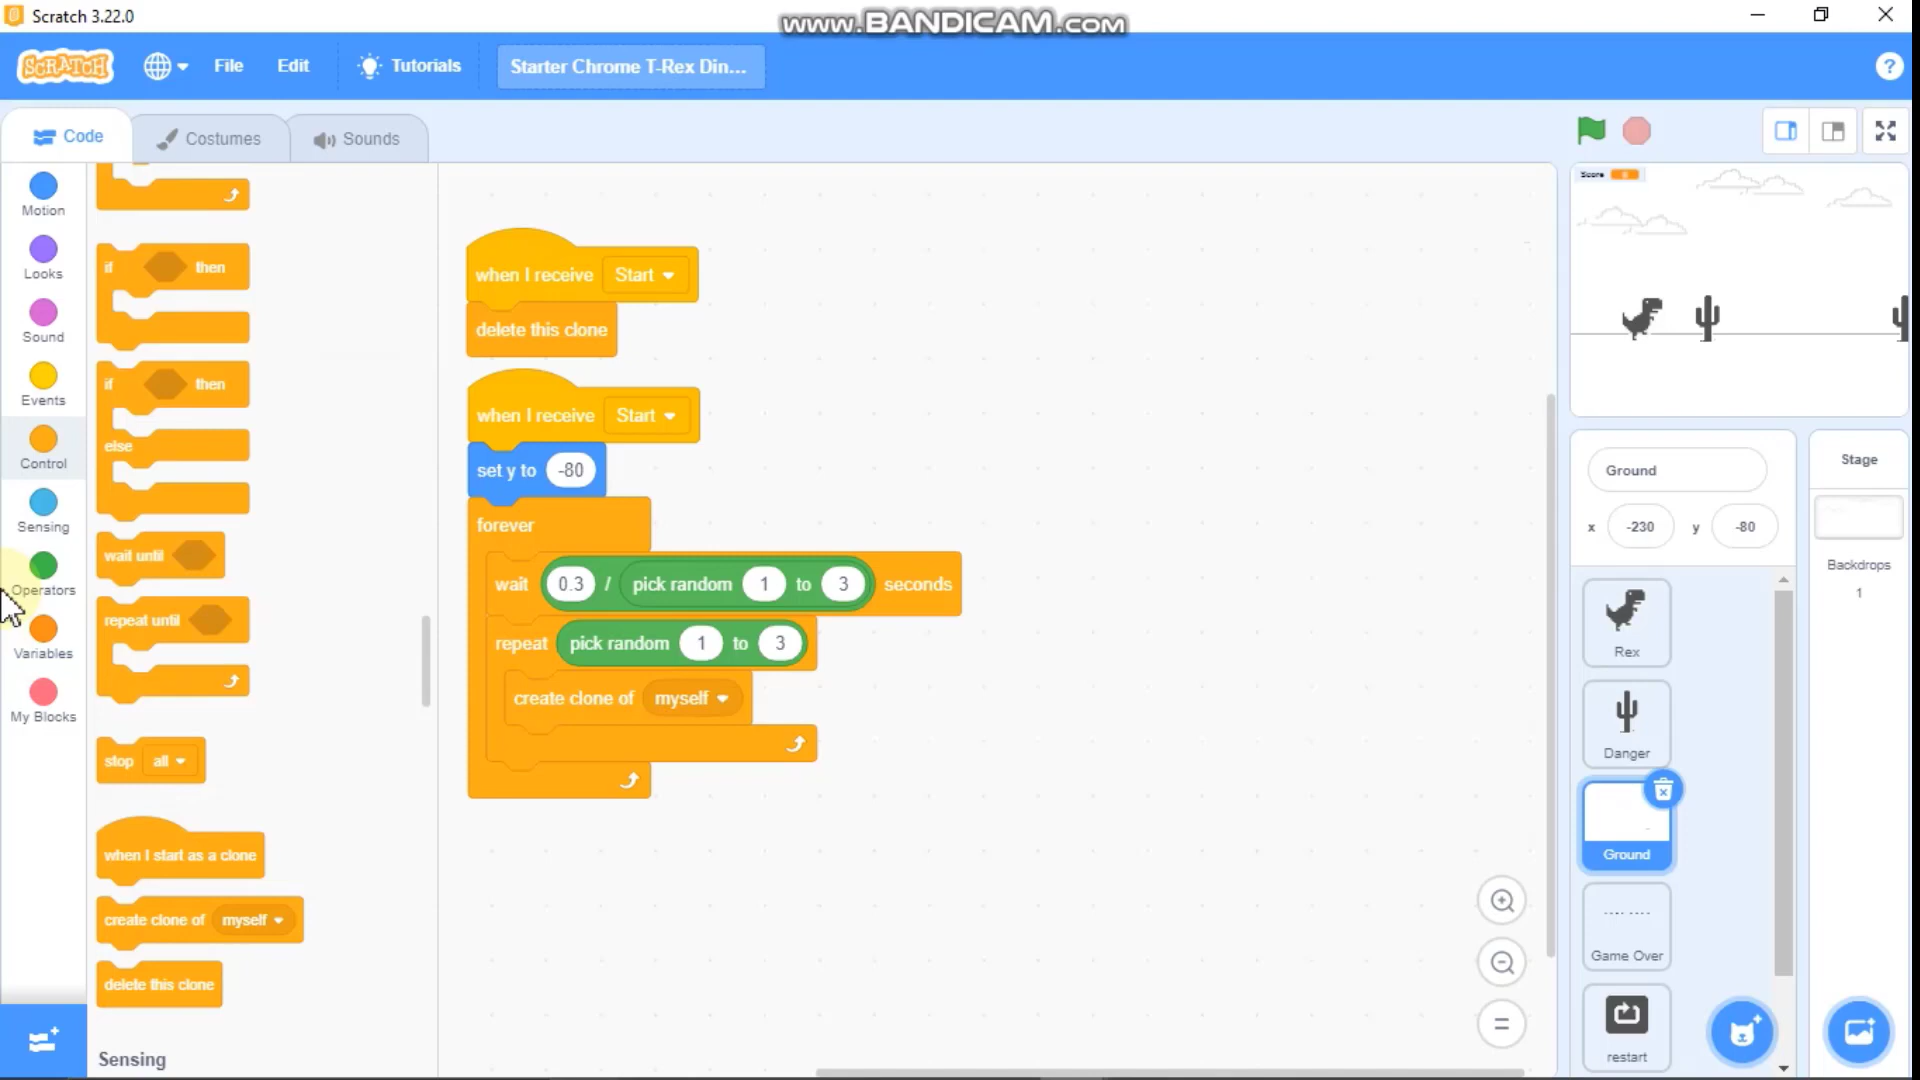 Scratch 3.22.0
www.BANDICAM.com
SCRATCH
File
Edit
Tutorials
Starter Chrome T-Rex Din...
?
Code
Costumes
Sounds
Motion
Looks
Sound
Events
Control
Sensing
Operators
Variables
My Blocks
if then
if then
else
wait until
repeat until
stop all
when I start as a clone
create clone of myself
delete this clone
Sensing
when I receive Start
delete this clone
when I receive Start
set y to -80
forever
wait 0.3 / pick random 1 to 3 seconds
repeat pick random 1 to 3
create clone of myself
Score
Ground
x -230 y -80
Stage
Backdrops
1
Rex
Danger
Ground
Game Over
restart